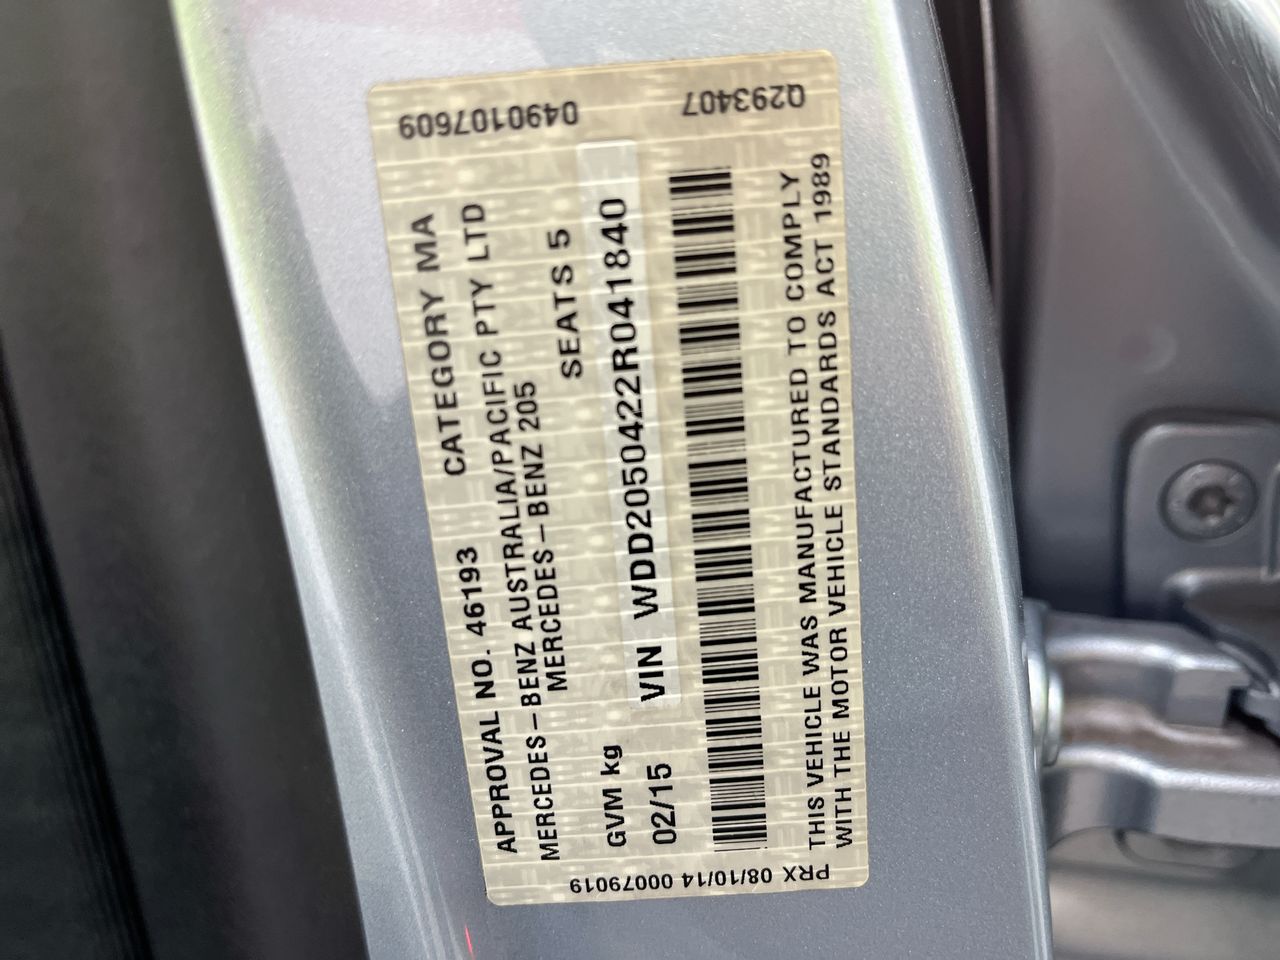 APPROVAL NO. 46193 CATEGORY MA
MERCEDES-BENZ AUSTRALIA/PACIFIC PTY LTD
MERCEDES-BENZ 205
SEATS 5
GVM kg
VIN WDD2050422R041840
02/15
THIS VEHICLE WAS MANUFACTURED TO COMPLY
WITH THE MOTOR VEHICLE STANDARDS ACT 1989
0490107609
Q293407
PRX 08/10/14 00079019